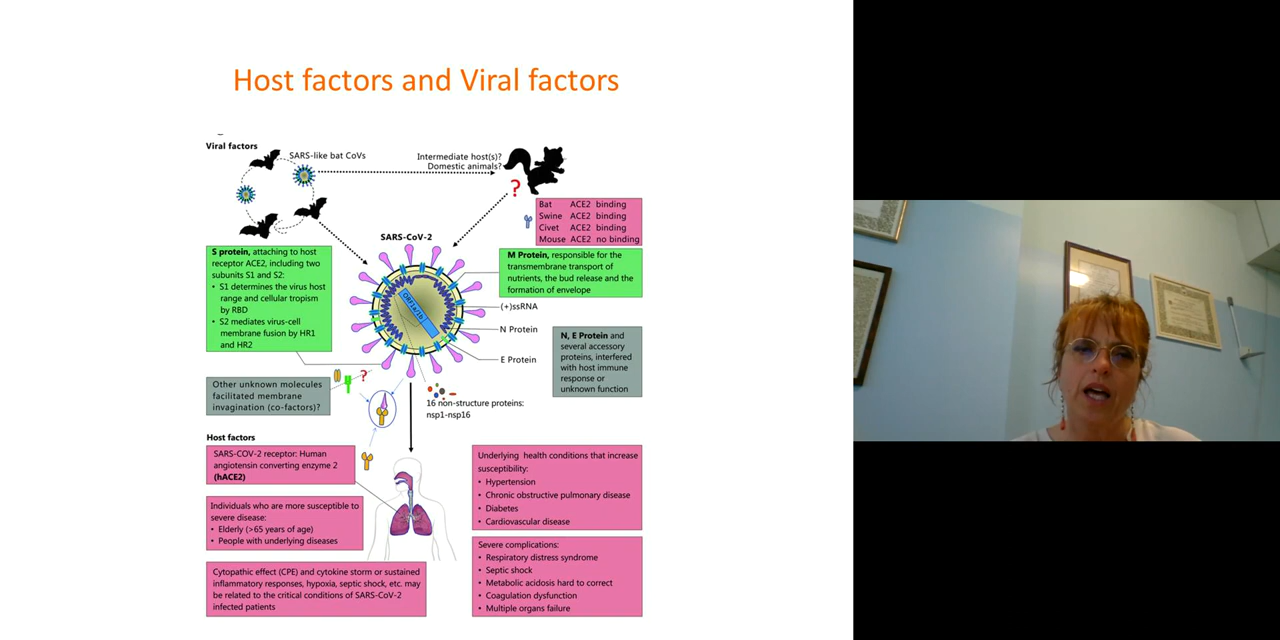 Host factors and Viral factors
Viral factors
SARS-like bat CoVs
Intermediate host(s)?
Domestic animals?
?
Bat ACE2 binding
Swine ACE2 binding
Civet ACE2 binding
Mouse ACE2 no binding
SARS-CoV-2
S protein, attaching to host
receptor ACE2, including two
subunits S1 and S2:
• S1 determines the virus host
range and cellular tropism
by RBD
• S2 mediates virus-cell
membrane fusion by HR1
and HR2
M Protein, responsible for the
transmembrane transport of
nutrients, the bud release and the
formation of envelope
ORF1a/1b
(+)ssRNA
N Protein
E Protein
N, E Protein and
several accessory
proteins, interfered
with host immune
response or
unknown function
Other unknown molecules
facilitated membrane
invagination (co-factors)?
?
16 non-structure proteins:
nsp1-nsp16
Host factors
SARS-COV-2 receptor: Human
angiotensin converting enzyme 2
(hACE2)
Individuals who are more susceptible to
severe disease:
• Elderly (>65 years of age)
• People with underlying diseases
Cytopathic effect (CPE) and cytokine storm or sustained
inflammatory responses, hypoxia, septic shock, etc. may
be related to the critical conditions of SARS-CoV-2
infected patients
Underlying health conditions that increase
susceptibility:
• Hypertension
• Chronic obstructive pulmonary disease
• Diabetes
• Cardiovascular disease
Severe complications:
• Respiratory distress syndrome
• Septic shock
• Metabolic acidosis hard to correct
• Coagulation dysfunction
• Multiple organs failure